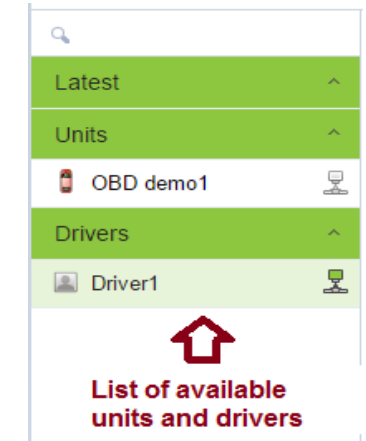 Latest
Units
OBD demo1
Drivers
Driver1
List of available
units and drivers